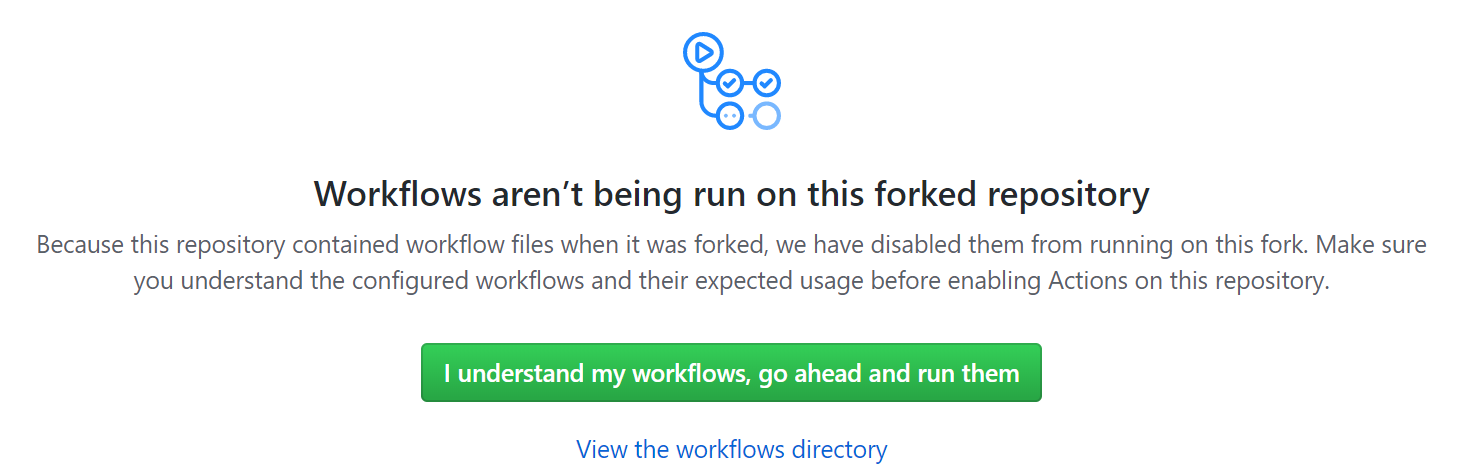 Workflows aren’t being run on this forked repository
Because this repository contained workflow files when it was forked, we have disabled them from running on this fork. Make sure
you understand the configured workflows and their expected usage before enabling Actions on this repository.
I understand my workflows, go ahead and run them
View the workflows directory